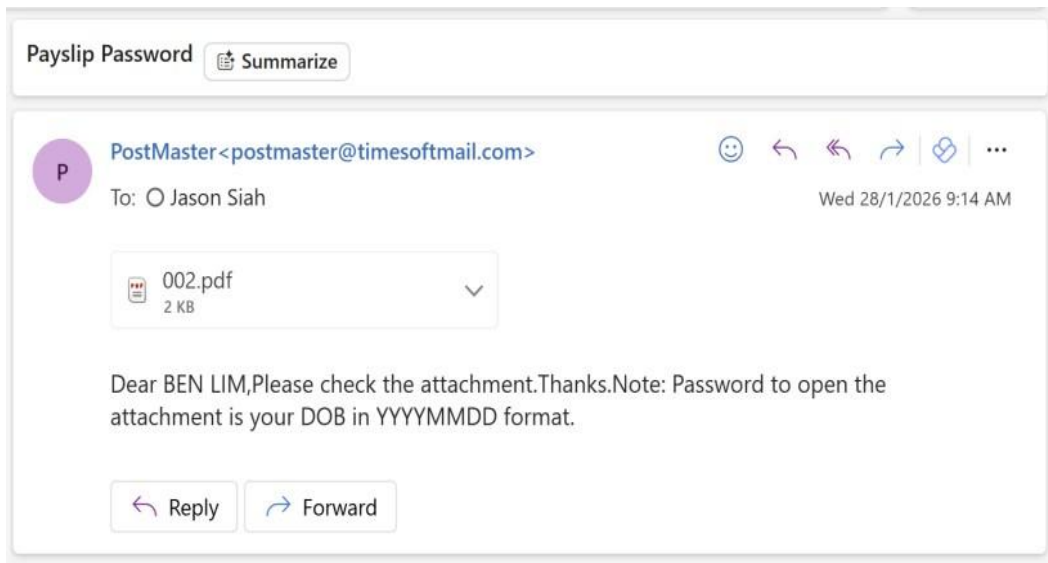 Payslip Password
Summarize
P
PostMaster<postmaster@timesoftmail.com>
To: Jason Siah
Wed 28/1/2026 9:14 AM
002.pdf
2 KB
Dear BEN LIM,Please check the attachment.Thanks.Note: Password to open the
attachment is your DOB in YYYYMMDD format.
Reply
Forward